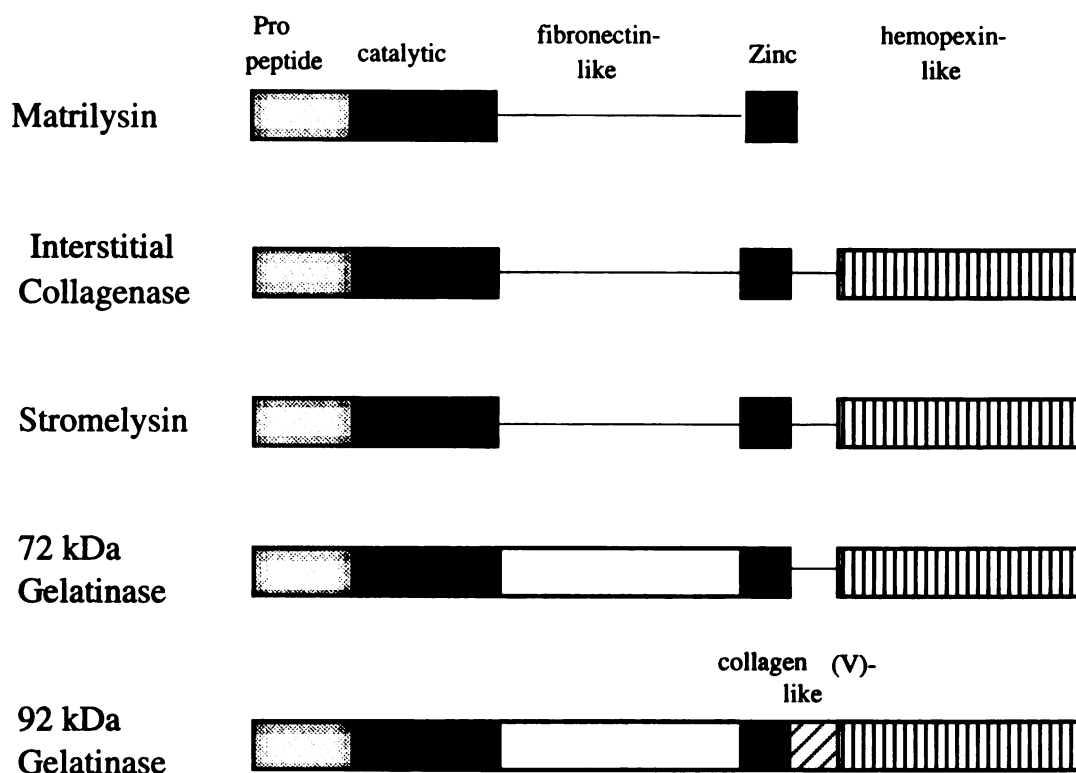 Pro
peptide
catalytic
fibronectin-
like
Zinc
hemopexin-
like
Matrilysin
Interstitial
Collagenase
Stromelysin
72 kDa
Gelatinase
collagen (V)-
like
92 kDa
Gelatinase